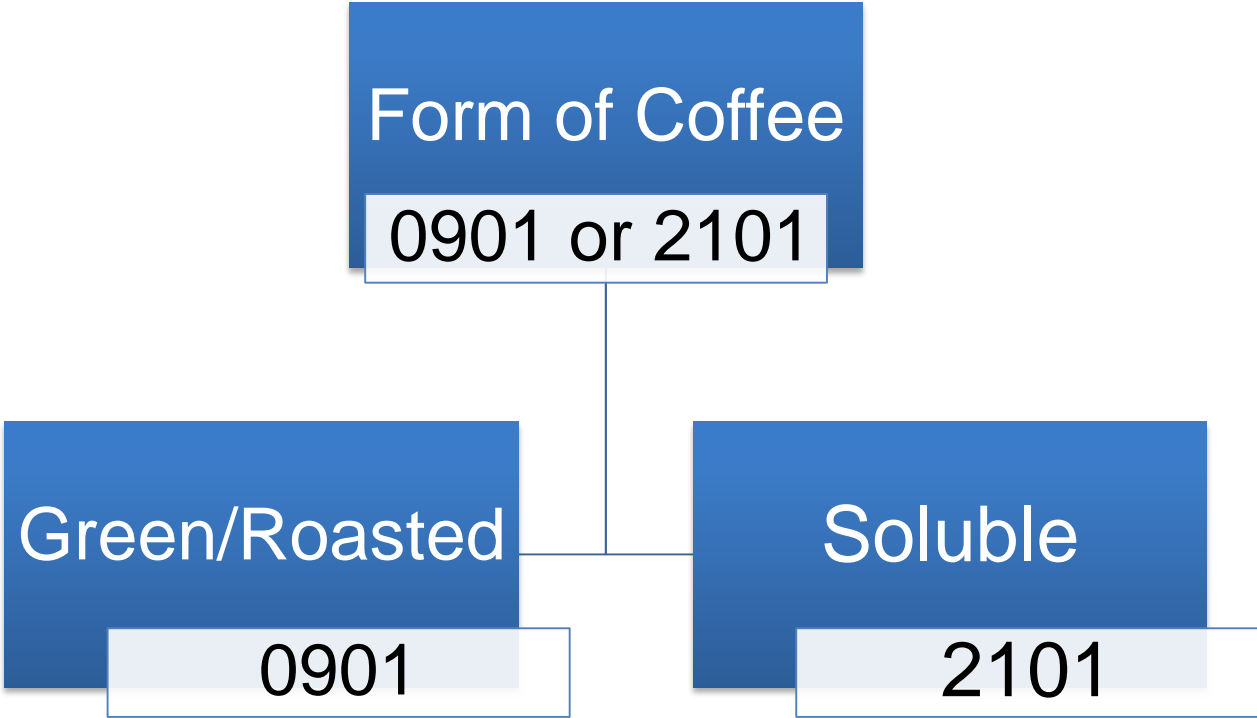 Form of Coffee
0901 or 2101
Green/Roasted
0901
Soluble
2101